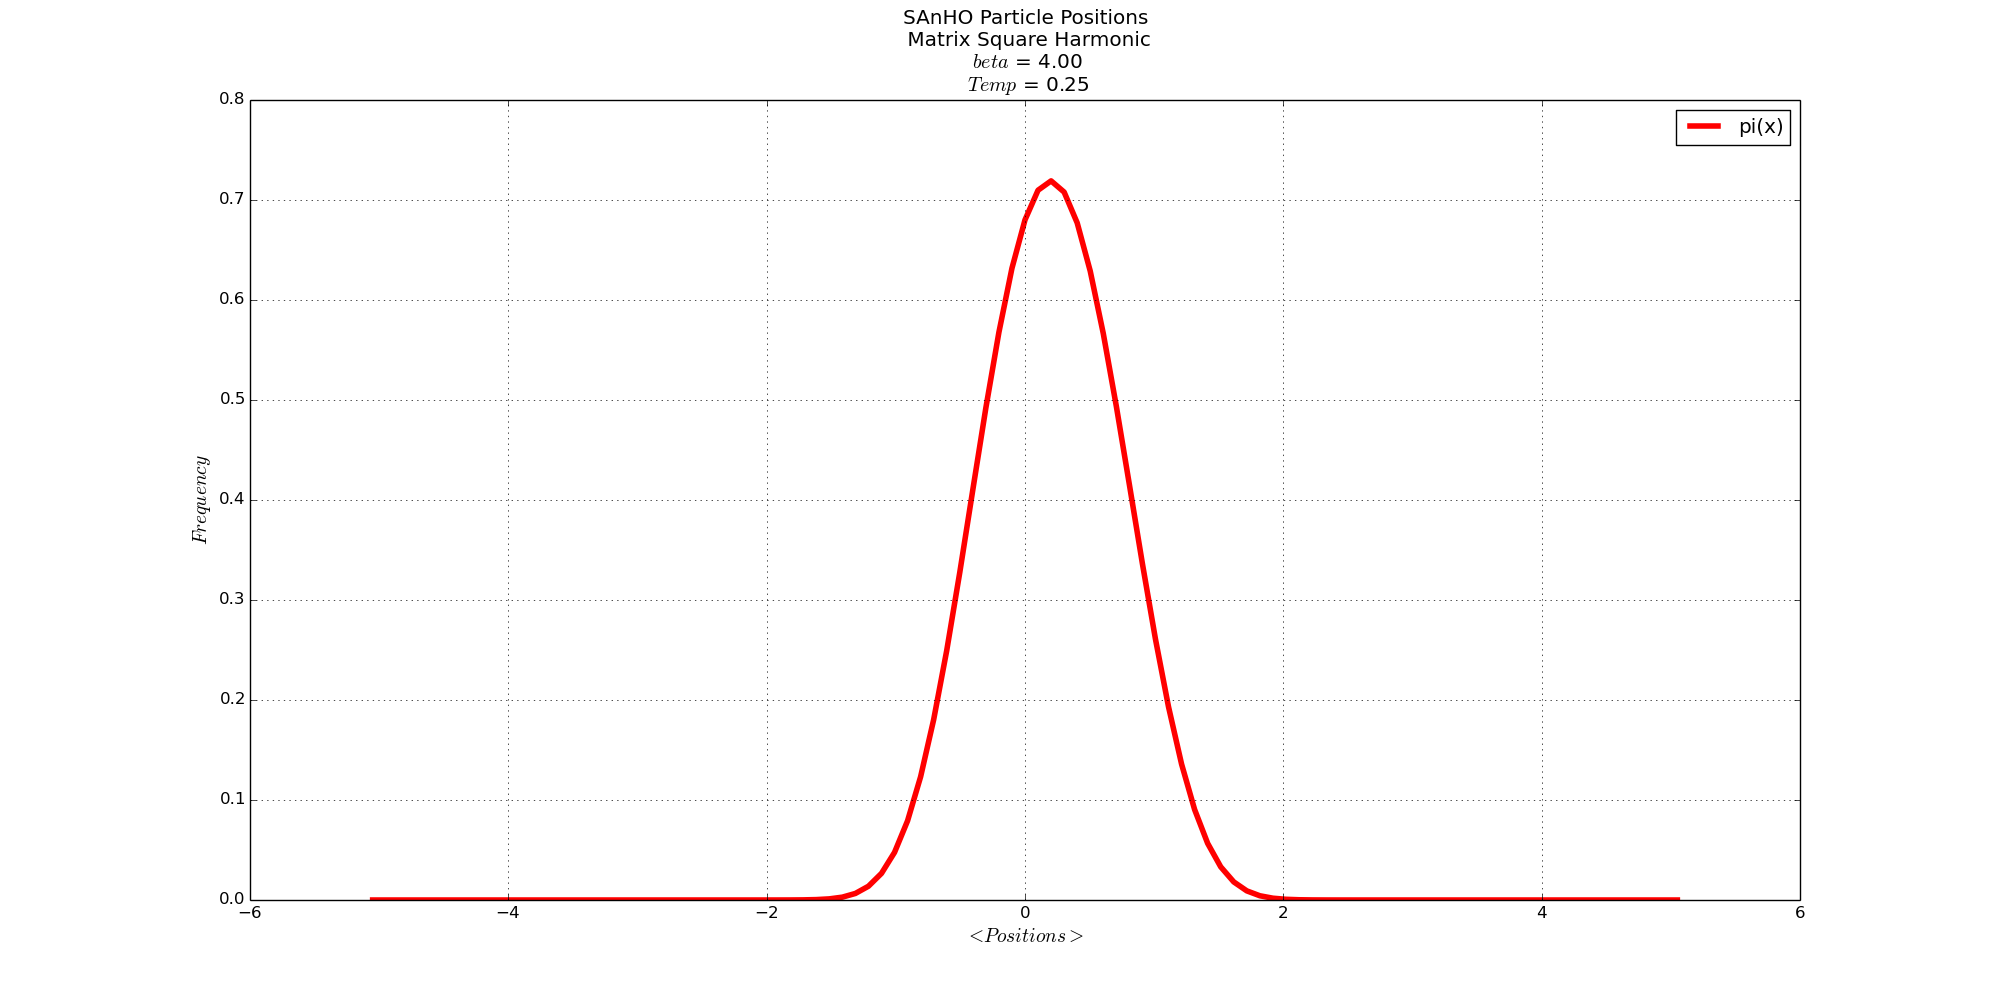 SAnHO Particle Positions
Matrix Square Harmonic
beta = 4.00
Temp = 0.25
pi(x)
0.8
0.7
0.6
0.5
0.4
0.3
0.2
0.1
0.0
Frequency
−6 −4 −2 0 2 4 6
<Positions>